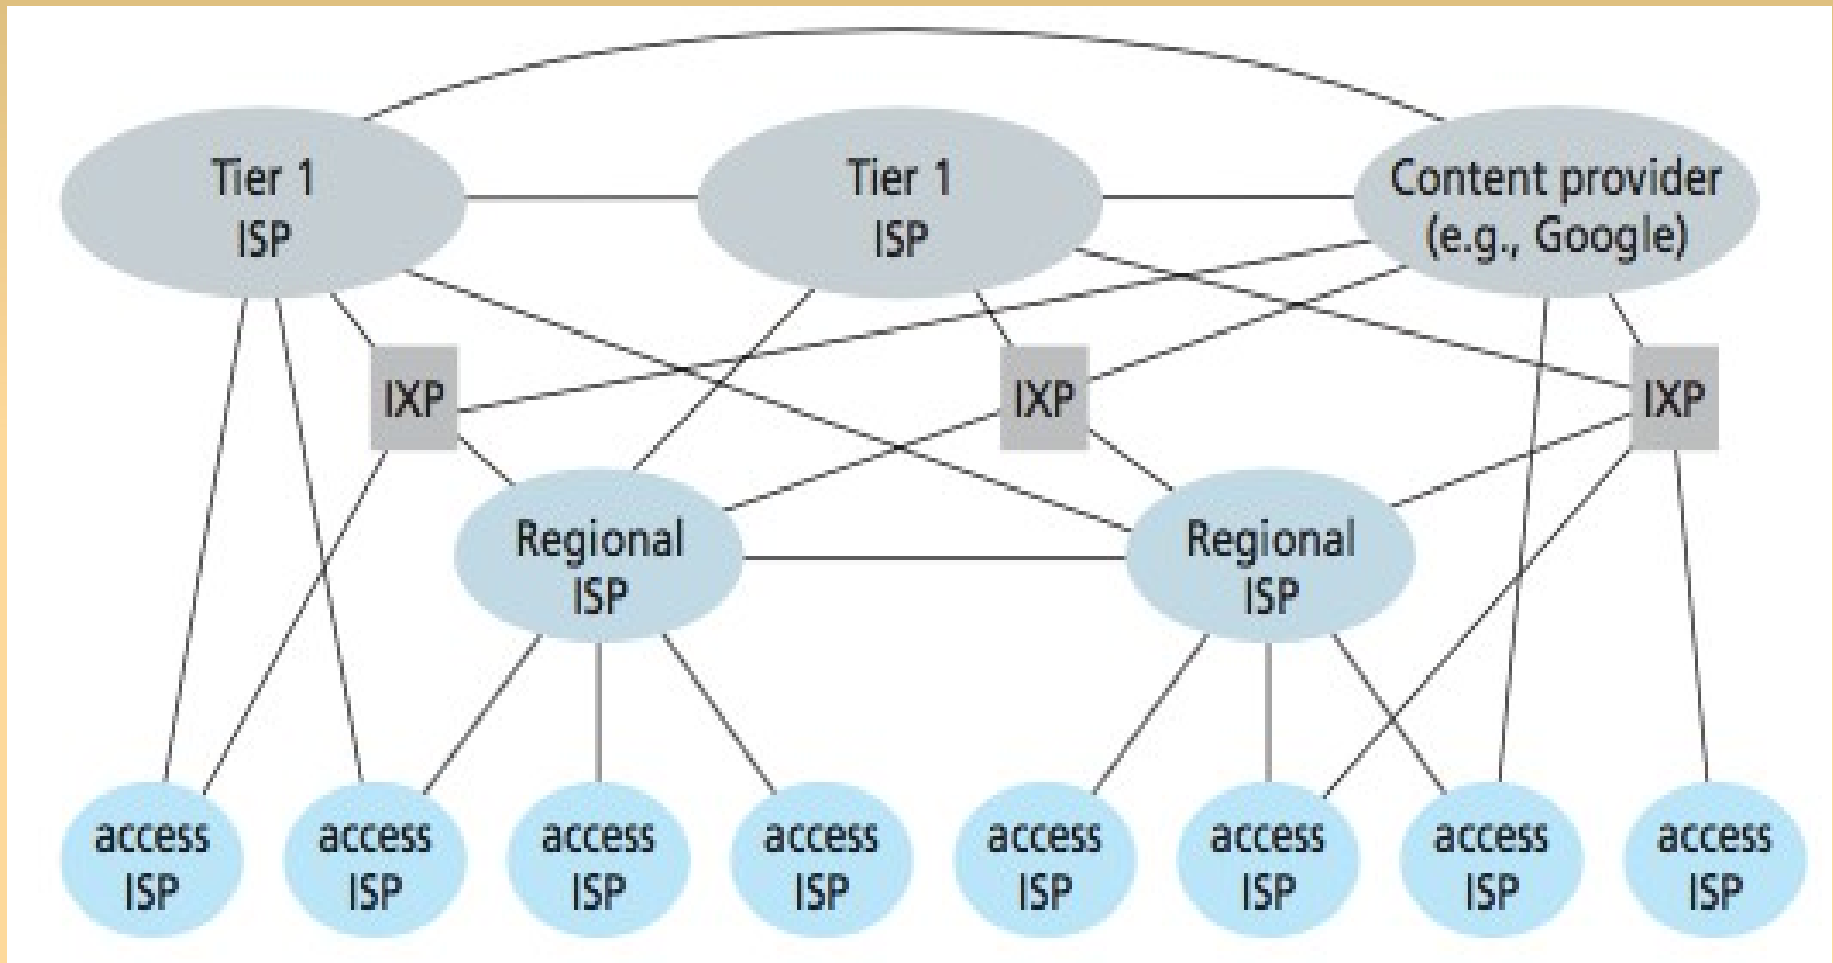 Tier 1
ISP
Tier 1
ISP
Content provider
(e.g., Google)
IXP
IXP
IXP
Regional
ISP
Regional
ISP
access
ISP
access
ISP
access
ISP
access
ISP
access
ISP
access
ISP
access
ISP
access
ISP